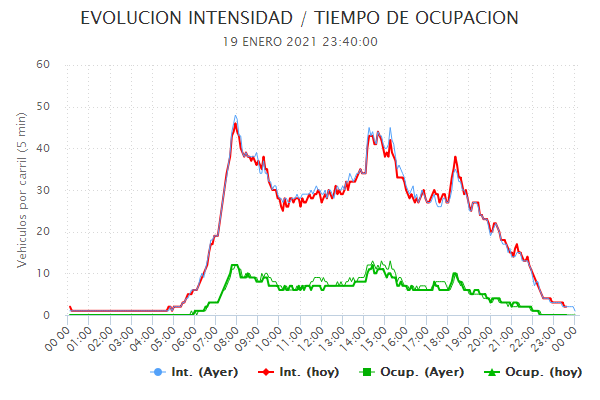 EVOLUCION INTENSIDAD / TIEMPO DE OCUPACION
19 ENERO 2021 23:40:00
Vehiculos por carril (5 min)
60
50
40
30
20
10
0
00:00 01:00 02:00 03:00 04:00 05:00 06:00 07:00 08:00 09:00 10:00 11:00 12:00 13:00 14:00 15:00 16:00 17:00 18:00 19:00 20:00 21:00 22:00 23:00 00:00
Int. (Ayer) Int. (hoy) Ocup. (Ayer) Ocup. (hoy)